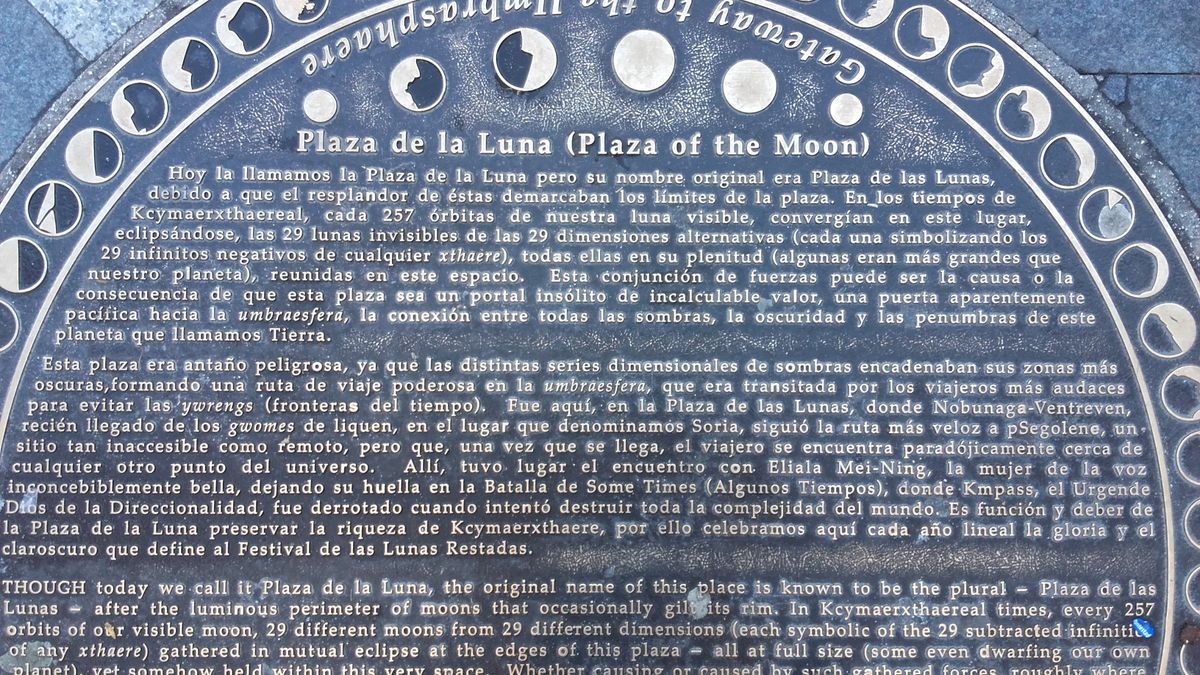 Gateway to the Umbrasphaere
Plaza de la Luna (Plaza of the Moon)
Hoy la llamamos la Plaza de la Luna pero su nombre original era Plaza de las Lunas,
debido a que el resplandor de éstas demarcaban los límites de la plaza. En los tiempos de
Kcymaerxthaereal, cada 257 órbitas de nuestra luna visible, convergían en este lugar,
eclipsándose, las 29 lunas invisibles de las 29 dimensiones alternativas (cada una simbolizando los
29 infinitos negativos de cualquier xthaere), todas ellas en su plenitud (algunas eran más grandes que
nuestro planeta), reunidas en este espacio. Esta conjunción de fuerzas puede ser la causa o la
consecuencia de que esta plaza sea un portal insólito de incalculable valor, una puerta aparentemente
pacífica hacia la umbraesfera, la conexión entre todas las sombras, la oscuridad y las penumbras de este
planeta que llamamos Tierra.
Esta plaza era antaño peligrosa, ya que las distintas series dimensionales de sombras encadenaban sus zonas más
oscuras,formando una ruta de viaje poderosa en la umbraesfera, que era transitada por los viajeros más audaces
para evitar las ywrengs (fronteras del tiempo). Fue aquí, en la Plaza de las Lunas, donde Nobunaga-Ventreven,
recién llegado de los gwomes de liquen, en el lugar que denominamos Soria, siguió la ruta más veloz a pSegolene, un
sitio tan inaccesible como remoto, pero que, una vez que se llega, el viajero se encuentra paradójicamente cerca de
cualquier otro punto del universo. Allí, tuvo lugar el encuentro con Eliala Mei-Ning, la mujer de la voz
inconcebiblemente bella, dejando su huella en la Batalla de Some Times (Algunos Tiempos), donde Kmpass, el Urgende
Dios de la Direccionalidad, fue derrotado cuando intentó destruir toda la complejidad del mundo. Es función y deber de
la Plaza de la Luna preservar la riqueza de Kcymaerxthaere, por ello celebramos aquí cada año lineal la gloria y el
claroscuro que define al Festival de las Lunas Restadas.
THOUGH today we call it Plaza de la Luna, the original name of this place is known to be the plural – Plaza de las
Lunas – after the luminous perimeter of moons that occasionally gilt its rim. In Kcymaerxthaereal times, every 257
orbits of our visible moon, 29 different moons from 29 different dimensions (each symbolic of the 29 subtracted
of any xthaere) gathered in mutual eclipse at the edges of this plaza – all at full size (some even dwarfing our own
planet), yet somehow held within this very space. Whether causing or caused by such gathered forces, roughly where